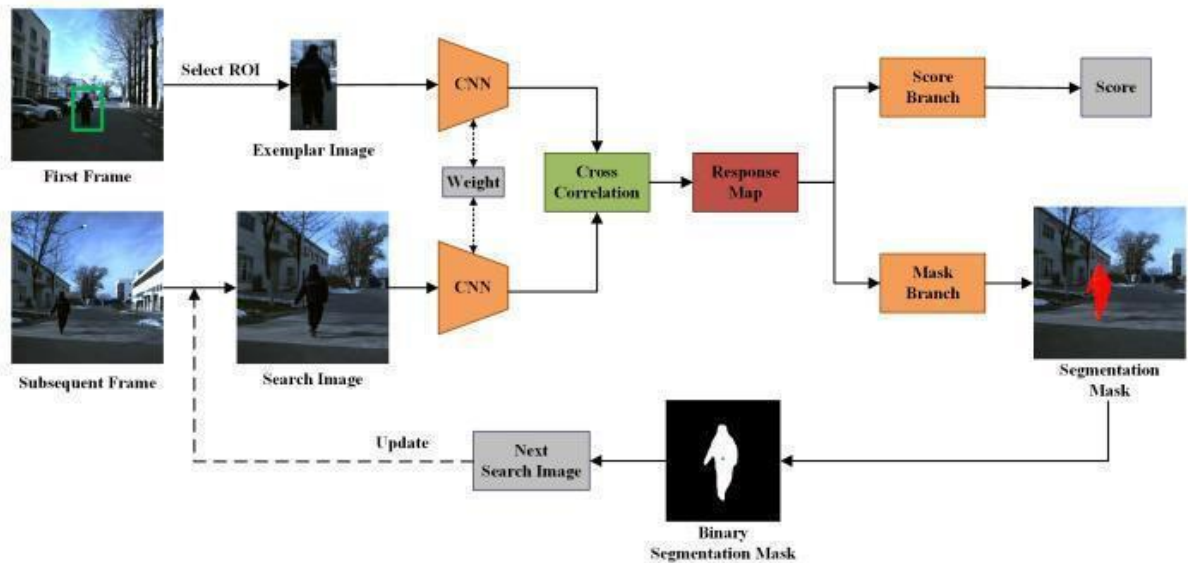 Select ROI
First Frame
Exemplar Image
CNN
Weight
Cross
Correlation
Response
Map
Score
Branch
Score
Subsequent Frame
Search Image
CNN
Mask
Branch
Segmentation
Mask
Update
Next
Search Image
Binary
Segmentation Mask